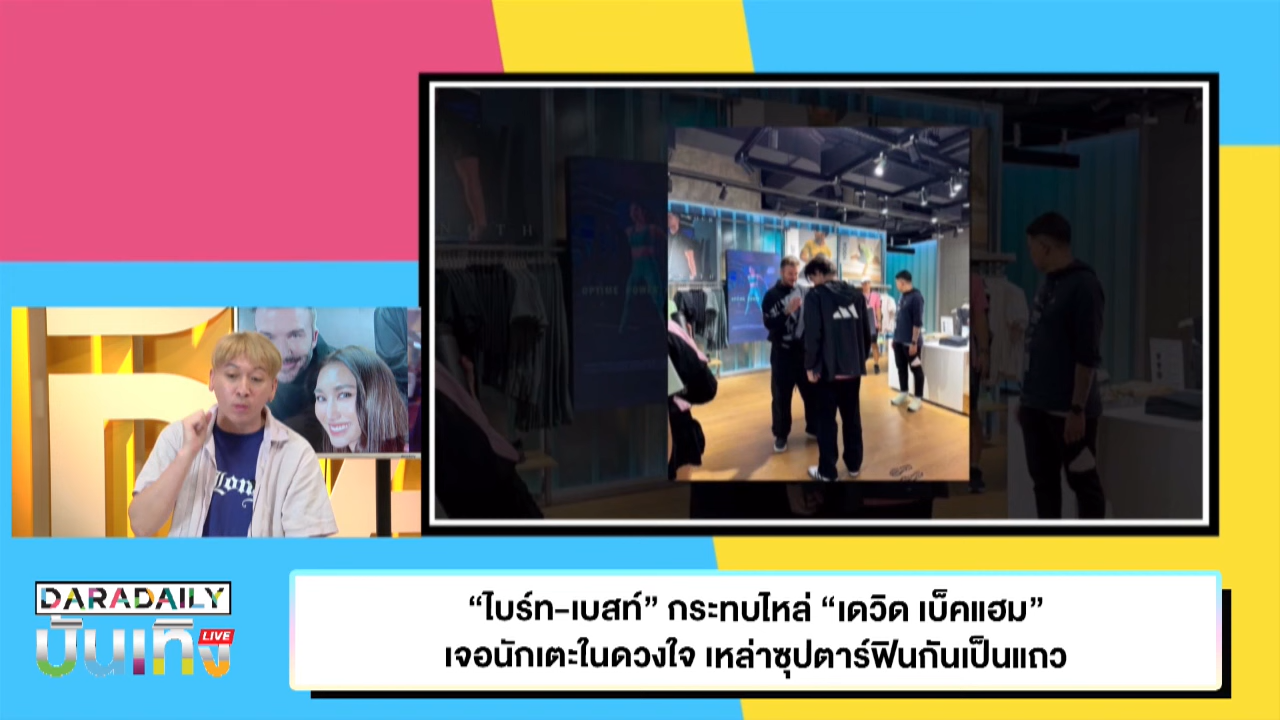 DARADAILY
บันเทิง
LIVE
“ไบร์ท-เบสท์” กระทบไหล่ “เดวิด เบ็คแฮม”
เจอนักเตะในดวงใจ เหล่าซุปตาร์ฟินกันเป็นแถว